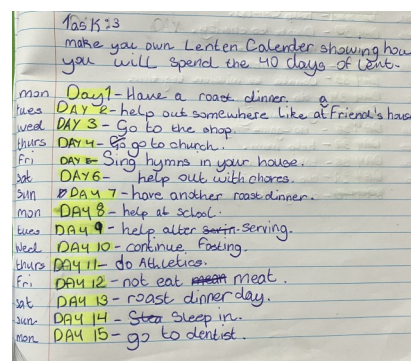 Task:3
make you own Lenten Calender showing how
you will spend the 40 days of Lent.
mon Day 1 - Have a roast dinner.
tues DAY 2 - help out somewhere like at a Friend's house
wed DAY 3 - Go to the shop.
thurs DAY 4 - Go go to church.
Fri DAY 5 - Sing hymns in your house.
sat DAY 6 - help out with chores.
sun DAY 7 - have another roast dinner.
mon DAY 8 - help at school.
tues DAY 9 - help alter serving.
wed DAY 10 - continue fasting.
thurs DAY 11 - do Athletics.
Fri DAY 12 - not eat mean meat.
sat DAY 13 - roast dinner day.
sun DAY 14 - Sleep in.
mon DAY 15 - go to dentist.